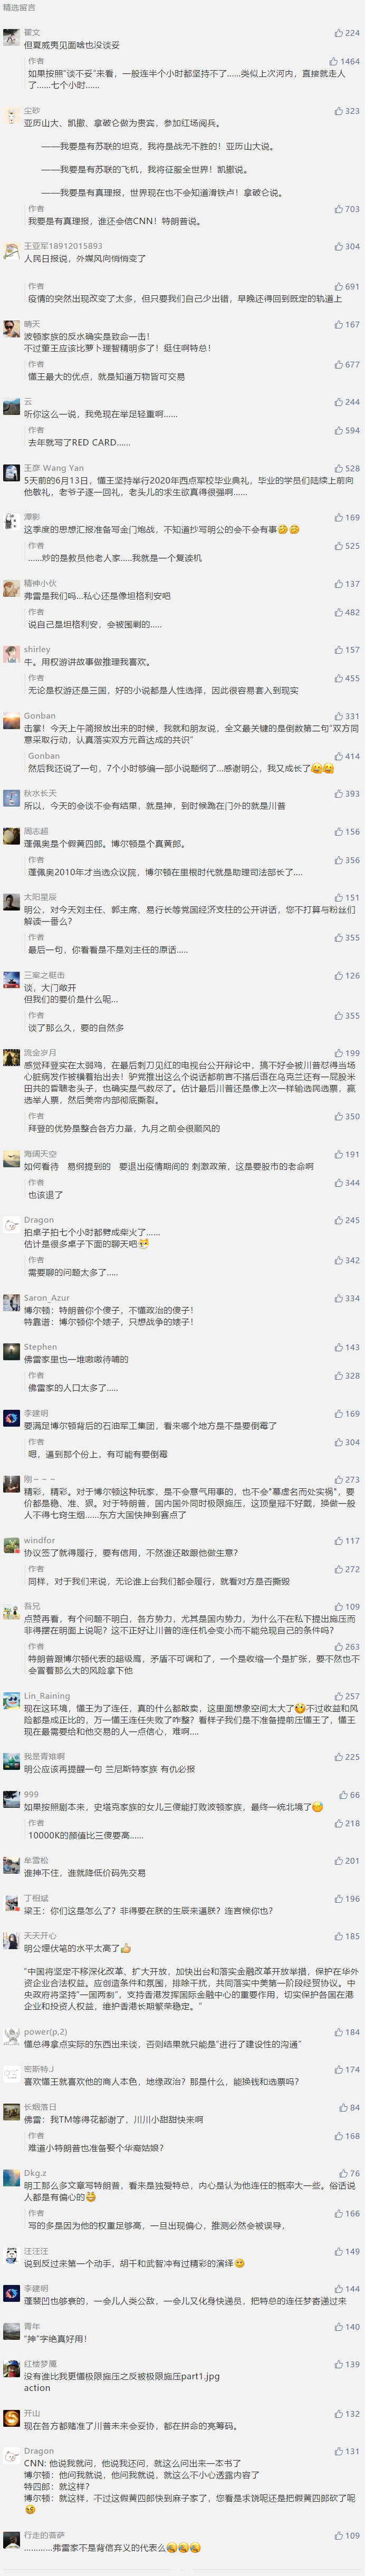 精选留言
翟文
224
但夏威夷见面啥也没谈妥
作者
1464
如果按照“谈不妥”来看，一般连半个小时都坚持不了……类似上次河内，直接就走人
了……七个小时……
尘砂
323
亚历山大、凯撒、拿破仑做为贵宾，参加红场阅兵。
——我要是有苏联的坦克，我将是战无不胜的！亚历山大说。
——我要是有苏联的飞机，我将征服全世界！凯撒说。
——我要是有真理报，世界现在也不会知道滑铁卢！拿破仑说。
作者
703
我要是有真理报，谁还会信CNN！特朗普说。
王亚军18912015893
304
人民日报说，外媒风向悄悄变了
作者
691
疫情的突然出现改变了太多，但只要我们自己少出错，早晚还得回到既定的轨道上
晴天
167
波顿家族的反水确实是致命一击！
不过董王应该比萝卜理智精明多了！挺住啊特总！
作者
677
懂王最大的优点，就是知道万物皆可交易
云
244
听你这么一说，我免现在举足轻重啊……
作者
594
去年就写了RED CARD……
王彦 Wang Yan
528
5天前的6月13日，懂王坚持举行2020年西点军校毕业典礼，毕业的学员们陆续上前向
他敬礼，老爷子逐一回礼，老头儿的求生欲真得很强啊……
潭影
169
这季度的思想汇报准备写金门炮战，不知道抄写明公的会不会有事🤣🤣
作者
525
……炒的是教员他老人家……我就是一个复读机
精神小伙
137
弗雷是我们吗…私心还是像坦格利安吧
作者
482
说自己是坦格利安，会被围剿的……
shirley
157
牛。用权游讲故事做推理我喜欢。
作者
455
无论是权游还是三国，好的小说都是人性选择，因此很容易套入到现实
Gonban
331
击掌！今天上午简报放出来的时候，我就和朋友说，全文最关键的是倒数第二句“双方同
意采取行动，认真落实双方元首达成的共识”
Gonban
414
然后我还说了一句，7个小时够编一部小说题纲了…感谢明公，我又成长了
秋水长天
393
所以，今天的会谈不会有结果，就是抻，到时候跪在门外的就是川普
周志超
156
蓬佩奥是个假黄四郎。博尔顿是个真黄郎。
作者
356
蓬佩奥2010年才当选众议院，博尔顿在里根时代就是助理司法部长了….
太阳星辰
151
明公，对今天刘主任、郭主席、易行长等党国经济支柱的公开讲话，您不打算与粉丝们
解读一番么？
作者
355
最后一句，你看看是不是刘主任的原话…..
三案之梃击
126
谈，大门敞开
但我们的要价是什么呢…
作者
355
谈了那么久，要的自然多
流金岁月
199
感觉拜登实在太弱鸡，在最后刺刀见红的电视台公开辩论中，搞不好会被川普怼得当场
心脏病发作被横着抬出去！驴党推出这么个说话都前言不搭后语在乌克兰还有一屁股米
田共的昏聩老头子，也确实是气数尽了。估计最后川普还是像上次一样输选民选票，赢
选举人票，然后美帝内部彻底撕裂。
作者
350
拜登的优势是整合各方力量，九月之前会很顺风的
海阔天空
191
如何看待　易纲提到的　要退出疫情期间的 刺激政策，这是要股市的老命啊
作者
344
也该退了
Dragon
245
拍桌子拍七个小时都劈成柴火了……
估计是很多桌子下面的聊天吧
作者
342
需要聊的问题太多了…..
Saron_Azur
334
博尔顿：特朗普你个傻子，不懂政治的傻子！
特靠谱：博尔顿你个婊子，只想战争的婊子！
Stephen
143
佛雷家里也一堆嗷嗷待哺的
作者
328
佛雷家的人口太多了…..
李建明
169
要满足博尔顿背后的石油军工集团，看来哪个地方是不是要倒霉了
作者
304
嗯，逼到那个份上，有可能有要倒霉
刚～～～
273
精彩，精彩。对于博尔顿这种玩家，是不会意气用事的，也不会“慕虚名而处实祸”，要
价都是稳、准、狠。对于特朗普，国内国外同时极限施压，这顶皇冠不好戴，换做一般
人不得七窍生烟……东方大国快抻到塞点了
windfor
117
协议签了就得履行，要有信用，不然谁还敢跟他做生意？
作者
272
同样，对于我们来说，无论谁上台我们都会履行，就看对方是否撕毁
吾兄
109
点赞再看，有个问题不明白，各方势力，尤其是国内势力，为什么不在私下提出施压而
非得摆在明面上说呢？这不正好让川普的连任机会变小而不能兑现自己的条件吗？
作者
263
特朗普跟博尔顿代表的超级鹰，矛盾不可调和了，一个是收缩一个是扩张，要不然也不
会冒着那么大的风险拿下他
Lin_Raining
257
现在这环境，懂王为了连任，真的什么都敢卖，这里面想象空间太大了不过收益和风
险都是成正比的，万一懂王连任失败了咋整？看样子我们是不准备提前压懂王了，懂王
现在最需要给和他交易的人一点信心，难啊….
我是青雉啊
225
明公应该再提醒一句 兰尼斯特家族 有仇必报
999
66
如果按照剧本来，史塔克家族的女儿三傻能打败波顿家族，最终一统北境了
作者
218
10000K的颜值比三傻要高……
牟雪松
201
谁抻不住，谁就降低价码先交易
丁相斌
196
梁王：你们这是怎么了？非得要在朕的生辰来逼朕？连言候你也？
天天开心
185
明公埋伏笔的水平太高了👍
“中国将坚定不移深化改革、扩大开放，加快出台和落实金融改革开放举措，保护在华外
资企业合法权益。应创造条件和氛围，排除干扰，共同落实中美第一阶段经贸协议。中
央政府将坚持“一国两制”，支持香港发挥国际金融中心的重要作用，切实保护各国在港
企业和投资人权益，维护香港长期繁荣稳定。”
power(p,2)
184
懂总得拿点实际的东西出来谈，否则结果就只能是“进行了建设性的沟通”
密斯特.J
174
喜欢懂王就喜欢他的商人本色，地缘政治？那是什么，能换钱和选票吗？
长烟落日
84
佛雷：我TM等得花都谢了，川川小甜甜快来啊
作者
168
难道小特朗普也准备娶个华裔姑娘？
Dkg.z
76
明工那么多文章写特朗普，看来是独爱特总，内心是认为他连任的概率大一些。俗话说
人都是有偏心的
作者
166
写的多是因为他的权重足够高，一旦出现偏心，推测必然会被误导，
汪汪汪
149
说到反过来第一个动手，胡千和武智冲有过精彩的演绎
李建明
144
蓬裴凹也够衰的，一会儿人类公敌，一会儿又化身快递员，把特总的连任梦寄递过来
青年
140
“抻”字绝真好用！
红楼梦魇
139
没有谁比我更懂极限施压之反被极限施压part1.jpg
action
开山
132
现在各方都赌准了川普未来会妥协，都在拼命的亮筹码。
Dragon
131
CNN: 他说我就问，他说我还问，就这么问出来一本书了
博尔顿：他问我就说，他问我就说，就这么不小心透露内容了
特四郎：就这样？
博尔顿：就这样，不过这假黄四郎快到麻子家了，您看是求饶呢还是把假黄四郎砍了呢
行走的菩萨
109
…………弗雷家不是背信弃义的代表么